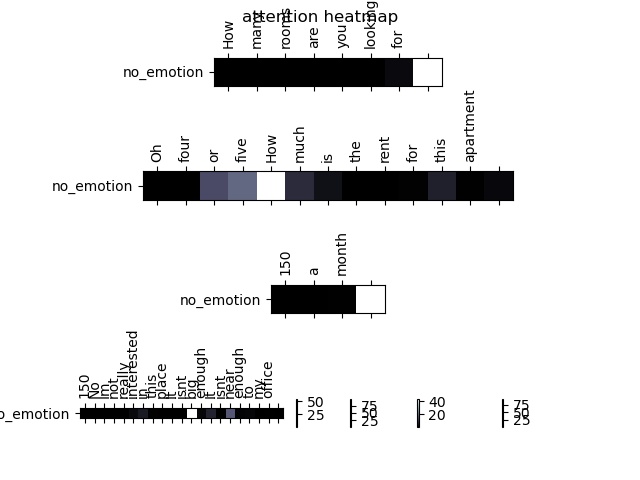 attention heatmap
How many rooms are you looking for
no_emotion
Oh four or five How much is the rent for this apartment
no_emotion
150 a month
no_emotion
150 No Im not really interested in this place It isnt big enough It isnt near enough to my office
no_emotion
50 75 40 75
50 50
25 25 20 25